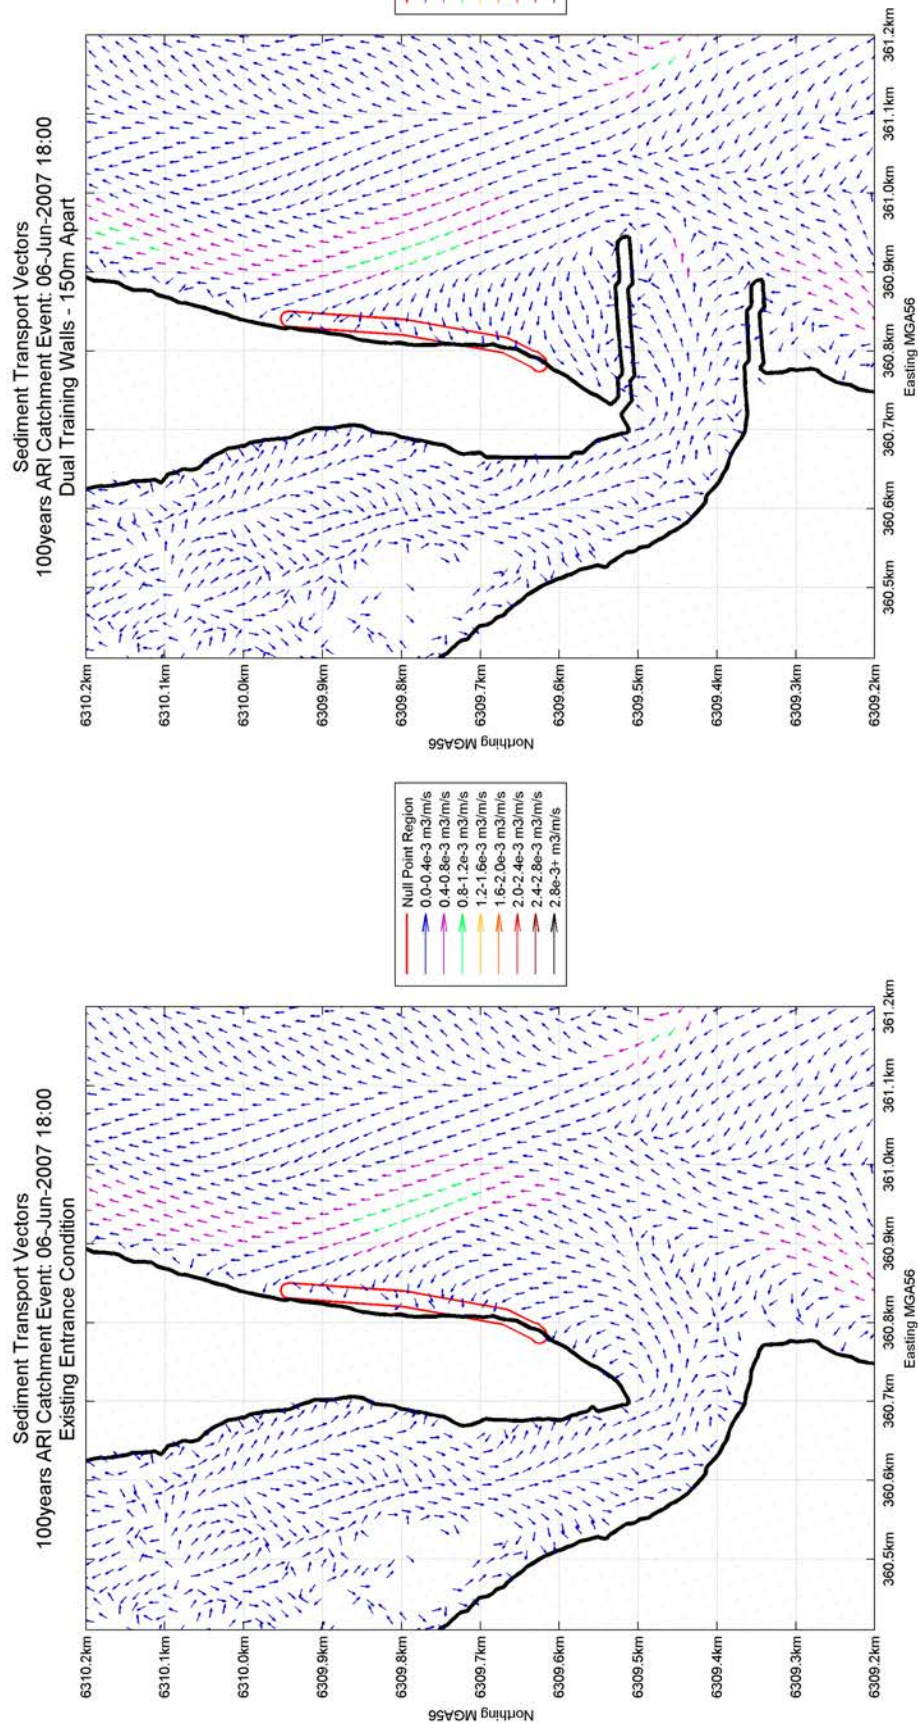 Sediment Transport Vectors
100years ARI Catchment Event: 06-Jun-2007 18:00
Existing Entrance Condition
6310.2km
6310.1km
6310.0km
6309.9km
6309.8km
6309.7km
6309.6km
6309.5km
6309.4km
6309.3km
6309.2km
Northing MGA56
360.5km
360.6km
360.7km
360.8km
360.9km
361.0km
361.1km
361.2km
Easting MGA56
Null Point Region
0.0-0.4e-3 m3/m/s
0.4-0.8e-3 m3/m/s
0.8-1.2e-3 m3/m/s
1.2-1.6e-3 m3/m/s
1.6-2.0e-3 m3/m/s
2.0-2.4e-3 m3/m/s
2.4-2.8e-3 m3/m/s
2.8e-3+ m3/m/s
Sediment Transport Vectors
100years ARI Catchment Event: 06-Jun-2007 18:00
Dual Training Walls - 150m Apart
6310.2km
6310.1km
6310.0km
6309.9km
6309.8km
6309.7km
6309.6km
6309.5km
6309.4km
6309.3km
6309.2km
Northing MGA56
360.5km
360.6km
360.7km
360.8km
360.9km
361.0km
361.1km
361.2km
Easting MGA56